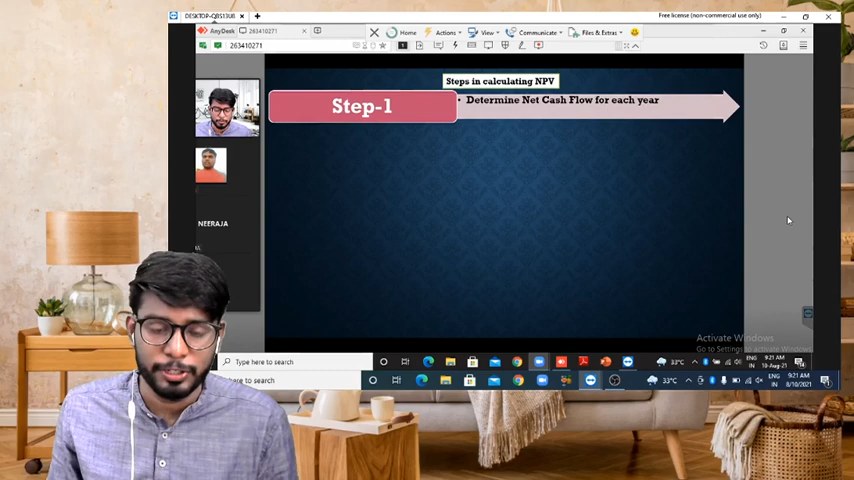 DESKTOP-QBS13U8
Free license (non-commercial use only)
AnyDesk
263410271
Home
Actions
View
Communicate
Files & Extras
263410271
1
Steps in calculating NPV
Step-1
• Determine Net Cash Flow for each year
NEERAJA
Activate Windows
Go to Settings to activate Windows.
Type here to search
33°C
ENG
IN
9:21 AM
10-Aug-21
here to search
33°C
ENG
IN
9:21 AM
8/10/2021